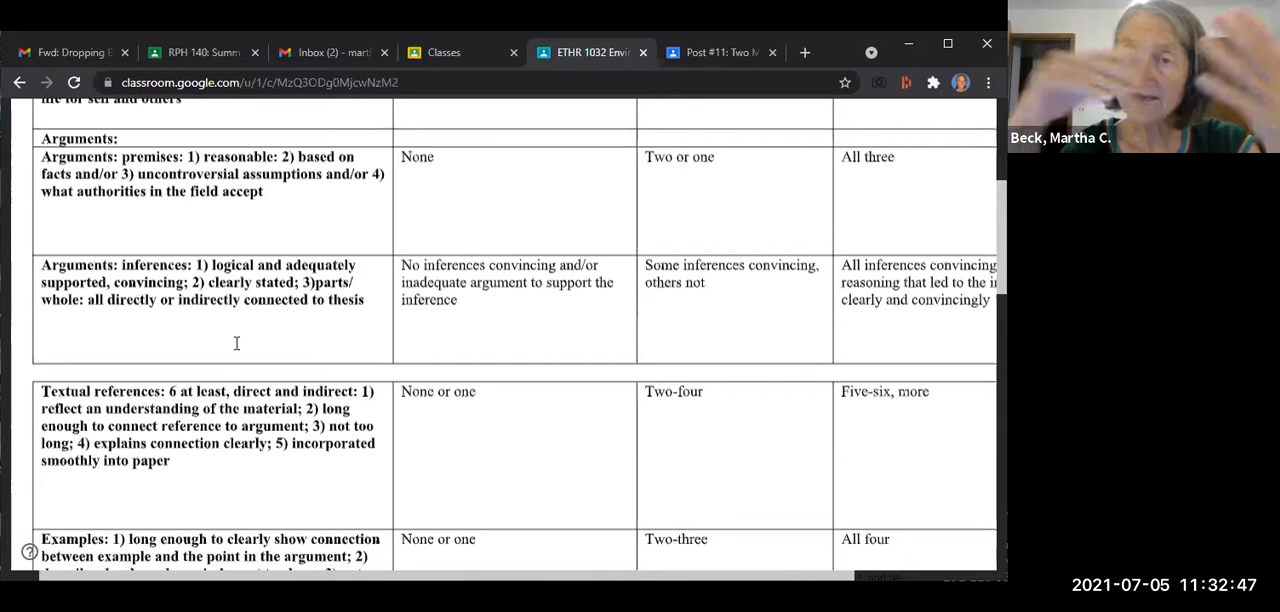 Fwd: Dropping E
RPH 140: Summ
Inbox (2) - mart
Classes
ETHR 1032 Envi
Post #11: Two M
classroom.google.com/u/1/c/MzQ3ODg0MjcwNzM2
Beck, Martha C.
life for self and others
Arguments:
Arguments: premises: 1) reasonable: 2) based on
facts and/or 3) uncontroversial assumptions and/or 4)
what authorities in the field accept
None
Two or one
All three
Arguments: inferences: 1) logical and adequately
supported, convincing; 2) clearly stated; 3)parts/
whole: all directly or indirectly connected to thesis
No inferences convincing and/or
inadequate argument to support the
inference
Some inferences convincing,
others not
All inferences convincing
reasoning that led to the i
clearly and convincingly
Textual references: 6 at least, direct and indirect: 1)
reflect an understanding of the material; 2) long
enough to connect reference to argument; 3) not too
long; 4) explains connection clearly; 5) incorporated
smoothly into paper
None or one
Two-four
Five-six, more
Examples: 1) long enough to clearly show connection
between example and the point in the argument; 2)
None or one
Two-three
All four
2021-07-05 11:32:47